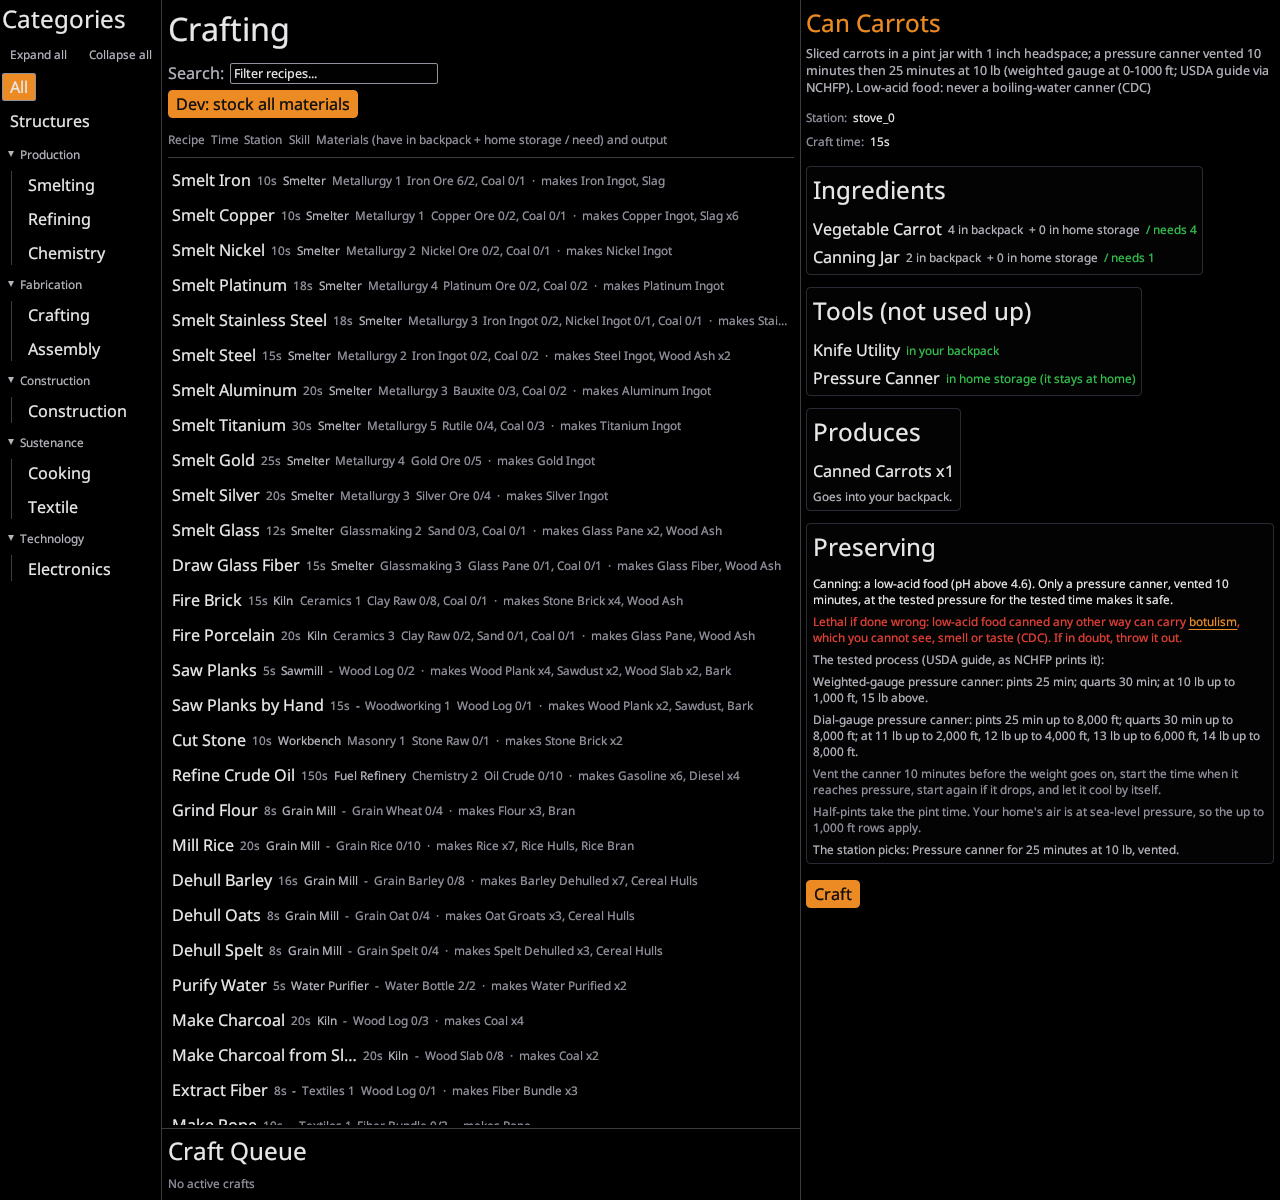 Categories
Expand all
Collapse all
All
Structures
Production
Smelting
Refining
Chemistry
Fabrication
Crafting
Assembly
Construction
Construction
Sustenance
Cooking
Textile
Technology
Electronics
Crafting
Search: Filter recipes...
Dev: stock all materials
Recipe Time Station Skill Materials (have in backpack + home storage / need) and output
Smelt Iron 10s Smelter Metallurgy 1 Iron Ore 6/2, Coal 0/1 · makes Iron Ingot, Slag
Smelt Copper 10s Smelter Metallurgy 1 Copper Ore 0/2, Coal 0/1 · makes Copper Ingot, Slag x6
Smelt Nickel 10s Smelter Metallurgy 2 Nickel Ore 0/2, Coal 0/1 · makes Nickel Ingot
Smelt Platinum 18s Smelter Metallurgy 4 Platinum Ore 0/2, Coal 0/2 · makes Platinum Ingot
Smelt Stainless Steel 18s Smelter Metallurgy 3 Iron Ingot 0/2, Nickel Ingot 0/1, Coal 0/1 · makes Stai...
Smelt Steel 15s Smelter Metallurgy 2 Iron Ingot 0/2, Coal 0/2 · makes Steel Ingot, Wood Ash x2
Smelt Aluminum 20s Smelter Metallurgy 3 Bauxite 0/3, Coal 0/2 · makes Aluminum Ingot
Smelt Titanium 30s Smelter Metallurgy 5 Rutile 0/4, Coal 0/3 · makes Titanium Ingot
Smelt Gold 25s Smelter Metallurgy 4 Gold Ore 0/5 · makes Gold Ingot
Smelt Silver 20s Smelter Metallurgy 3 Silver Ore 0/4 · makes Silver Ingot
Smelt Glass 12s Smelter Glassmaking 2 Sand 0/3, Coal 0/1 · makes Glass Pane x2, Wood Ash
Draw Glass Fiber 15s Smelter Glassmaking 3 Glass Pane 0/1, Coal 0/1 · makes Glass Fiber, Wood Ash
Fire Brick 15s Kiln Ceramics 1 Clay Raw 0/8, Coal 0/1 · makes Stone Brick x4, Wood Ash
Fire Porcelain 20s Kiln Ceramics 3 Clay Raw 0/2, Sand 0/1, Coal 0/1 · makes Glass Pane, Wood Ash
Saw Planks 5s Sawmill - Wood Log 0/2 · makes Wood Plank x4, Sawdust x2, Wood Slab x2, Bark
Saw Planks by Hand 15s - Woodworking 1 Wood Log 0/1 · makes Wood Plank x2, Sawdust, Bark
Cut Stone 10s Workbench Masonry 1 Stone Raw 0/1 · makes Stone Brick x2
Refine Crude Oil 150s Fuel Refinery Chemistry 2 Oil Crude 0/10 · makes Gasoline x6, Diesel x4
Grind Flour 8s Grain Mill - Grain Wheat 0/4 · makes Flour x3, Bran
Mill Rice 20s Grain Mill - Grain Rice 0/10 · makes Rice x7, Rice Hulls, Rice Bran
Dehull Barley 16s Grain Mill - Grain Barley 0/8 · makes Barley Dehulled x7, Cereal Hulls
Dehull Oats 8s Grain Mill - Grain Oat 0/4 · makes Oat Groats x3, Cereal Hulls
Dehull Spelt 8s Grain Mill - Grain Spelt 0/4 · makes Spelt Dehulled x3, Cereal Hulls
Purify Water 5s Water Purifier - Water Bottle 2/2 · makes Water Purified x2
Make Charcoal 20s Kiln - Wood Log 0/3 · makes Coal x4
Make Charcoal from Sl... 20s Kiln - Wood Slab 0/8 · makes Coal x2
Extract Fiber 8s - Textiles 1 Wood Log 0/1 · makes Fiber Bundle x3
Make Rope 10s - Textiles 1 Fiber Bundle 0/3 · makes Rope
Craft Queue
No active crafts
Can Carrots
Sliced carrots in a pint jar with 1 inch headspace; a pressure canner vented 10
minutes then 25 minutes at 10 lb (weighted gauge at 0-1000 ft; USDA guide via
NCHFP). Low-acid food: never a boiling-water canner (CDC)
Station: stove_0
Craft time: 15s
Ingredients
Vegetable Carrot 4 in backpack + 0 in home storage / needs 4
Canning Jar 2 in backpack + 0 in home storage / needs 1
Tools (not used up)
Knife Utility in your backpack
Pressure Canner in home storage (it stays at home)
Produces
Canned Carrots x1
Goes into your backpack.
Preserving
Canning: a low-acid food (pH above 4.6). Only a pressure canner, vented 10
minutes, at the tested pressure for the tested time makes it safe.
Lethal if done wrong: low-acid food canned any other way can carry botulism,
which you cannot see, smell or taste (CDC). If in doubt, throw it out.
The tested process (USDA guide, as NCHFP prints it):
Weighted-gauge pressure canner: pints 25 min; quarts 30 min; at 10 lb up to
1,000 ft, 15 lb above.
Dial-gauge pressure canner: pints 25 min up to 8,000 ft; quarts 30 min up to
8,000 ft; at 11 lb up to 2,000 ft, 12 lb up to 4,000 ft, 13 lb up to 6,000 ft, 14 lb up to
8,000 ft.
Vent the canner 10 minutes before the weight goes on, start the time when it
reaches pressure, start again if it drops, and let it cool by itself.
Half-pints take the pint time. Your home's air is at sea-level pressure, so the up to
1,000 ft rows apply.
The station picks: Pressure canner for 25 minutes at 10 lb, vented.
Craft